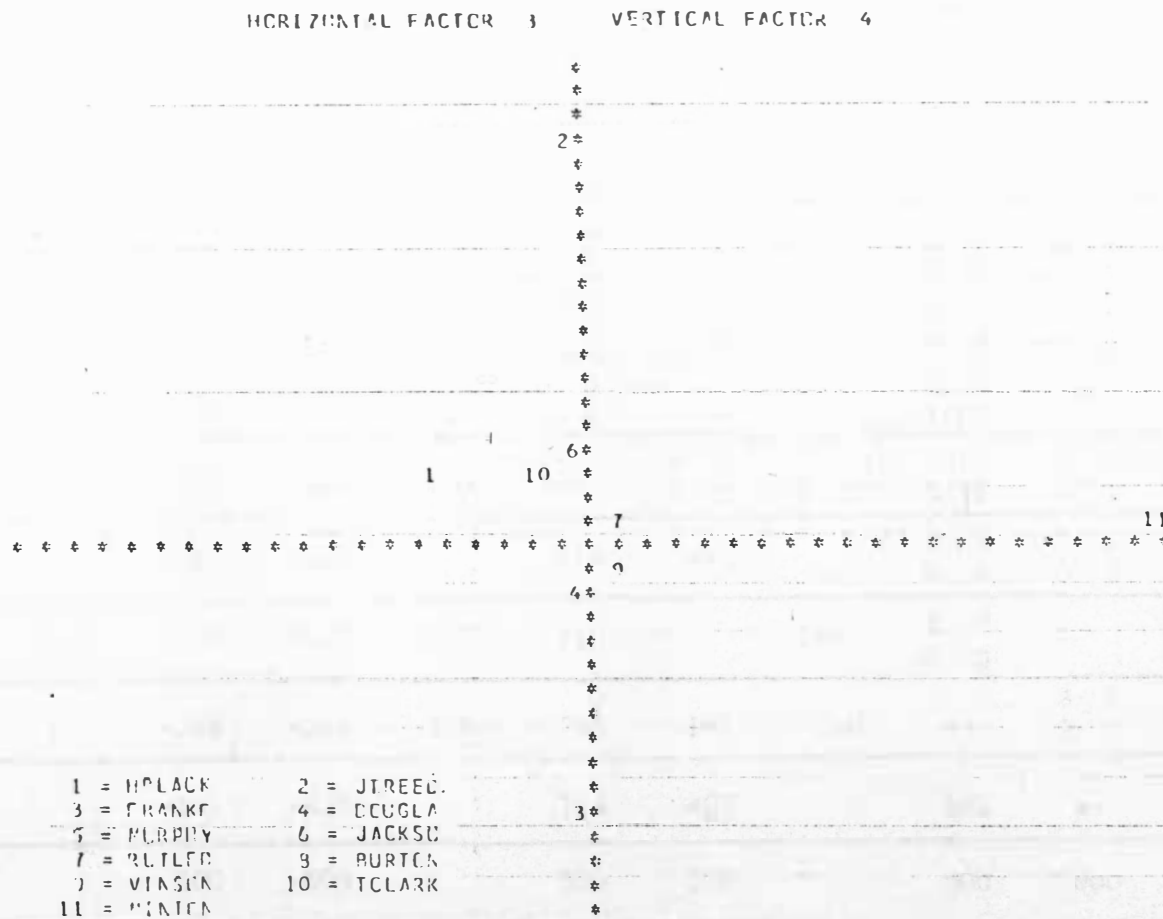 HORIZONTAL FACTOR 3 VERTICAL FACTOR 4
*
*
*
2*
*
*
*
*
*
*
*
*
*
*
*
*
6*
1 10 *
*
* 7 11
* * * * * * * * * * * * * * * * * * * * * * * * * * * * * * * * * * * * * * * * *
* 9
4*
*
*
*
*
*
*
*
*
1 = HBLACK 2 = JTREED.
3 = FRANKF 4 = DOUGLA 3*
5 = MURPHY 6 = JACKSO *
7 = RUTLED 8 = BURTON *
9 = VINSON 10 = TCLARK *
11 = MINTON *